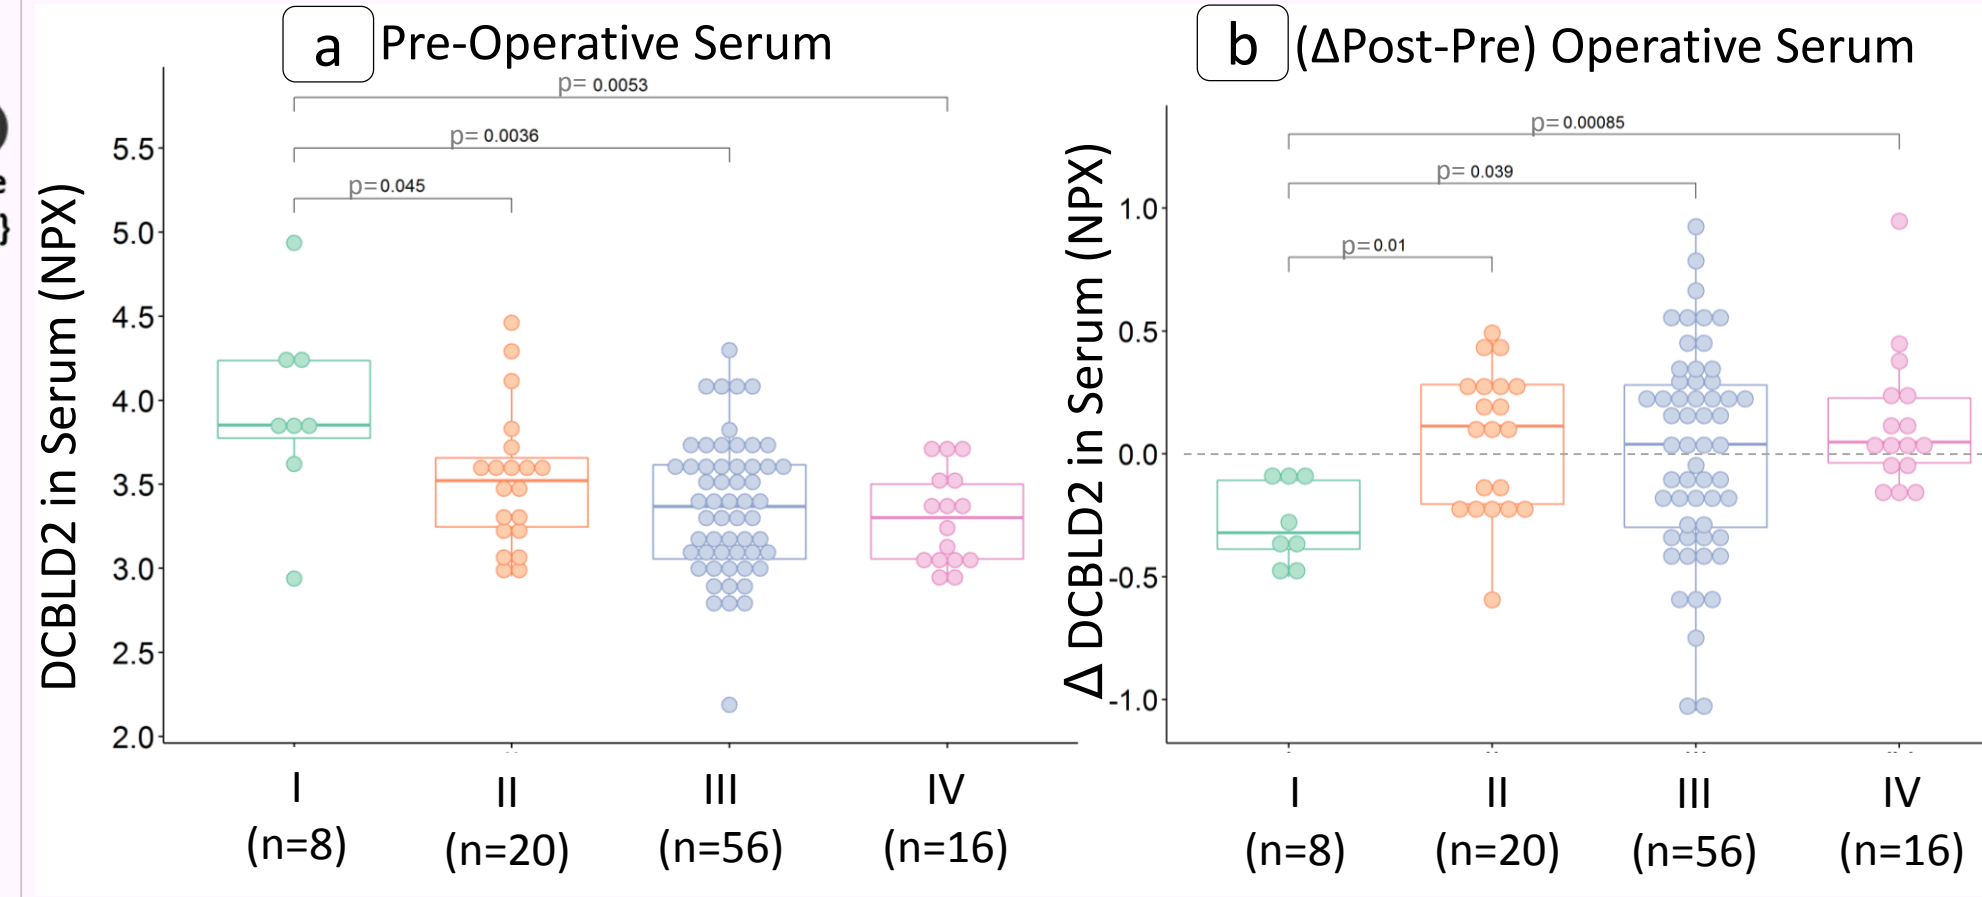 e
}
a Pre-Operative Serum
p= 0.0053
p= 0.0036
p= 0.045
DCBLD2 in Serum (NPX)
5.5
5.0
4.5
4.0
3.5
3.0
2.5
2.0
I II III IV
(n=8) (n=20) (n=56) (n=16)
b (ΔPost-Pre) Operative Serum
p= 0.00085
p= 0.039
p= 0.01
Δ DCBLD2 in Serum (NPX)
1.0
0.5
0.0
-0.5
-1.0
I II III IV
(n=8) (n=20) (n=56) (n=16)